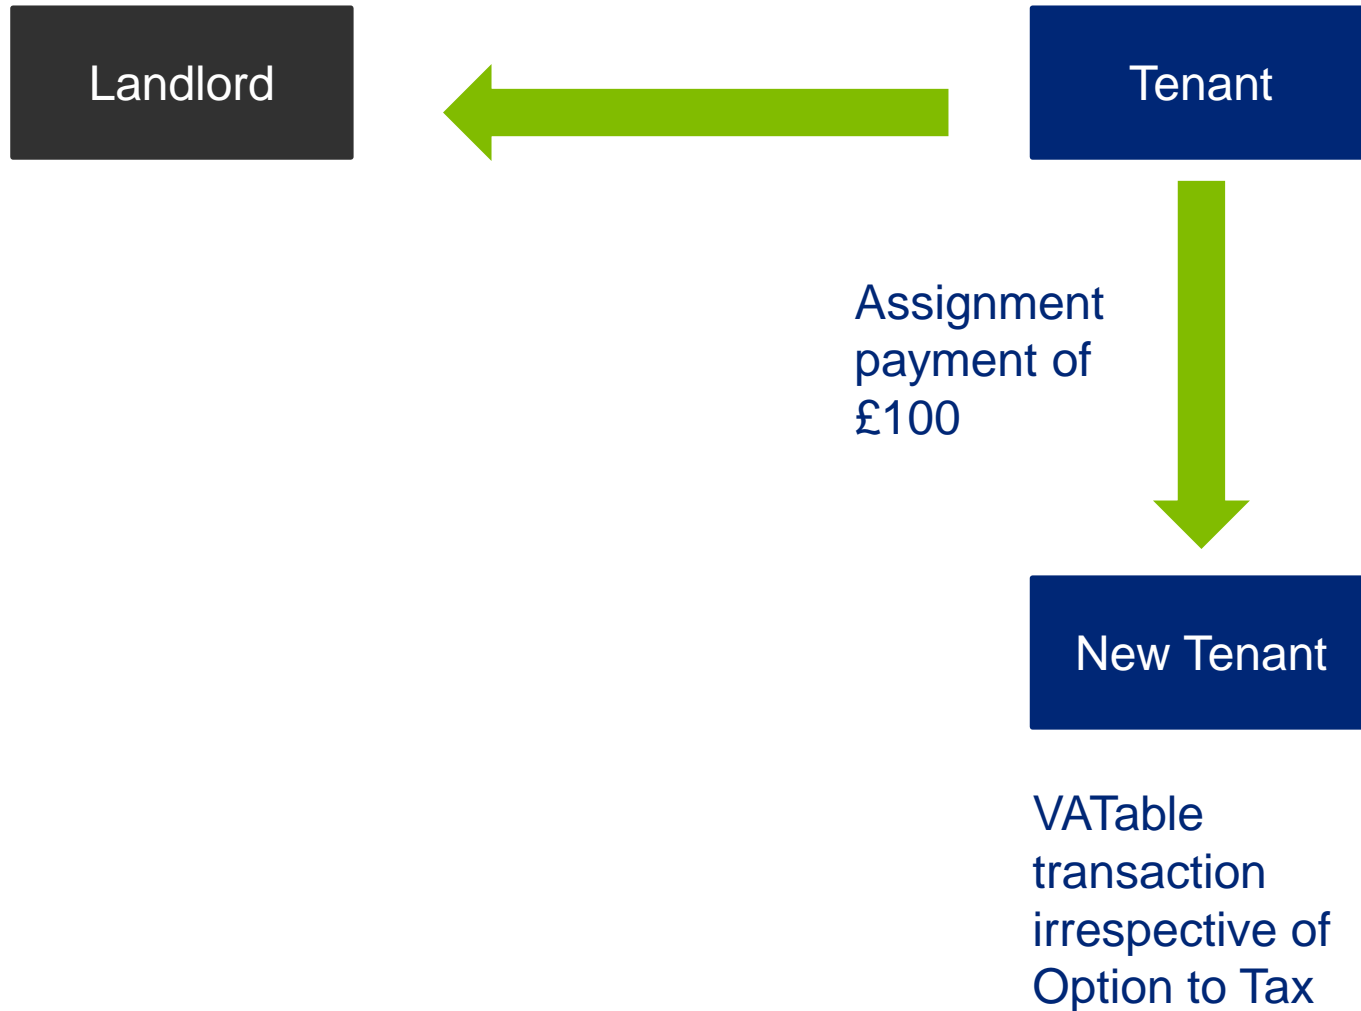 Landlord
Tenant
Assignment
payment of
£100
New Tenant
VATable
transaction
irrespective of
Option to Tax